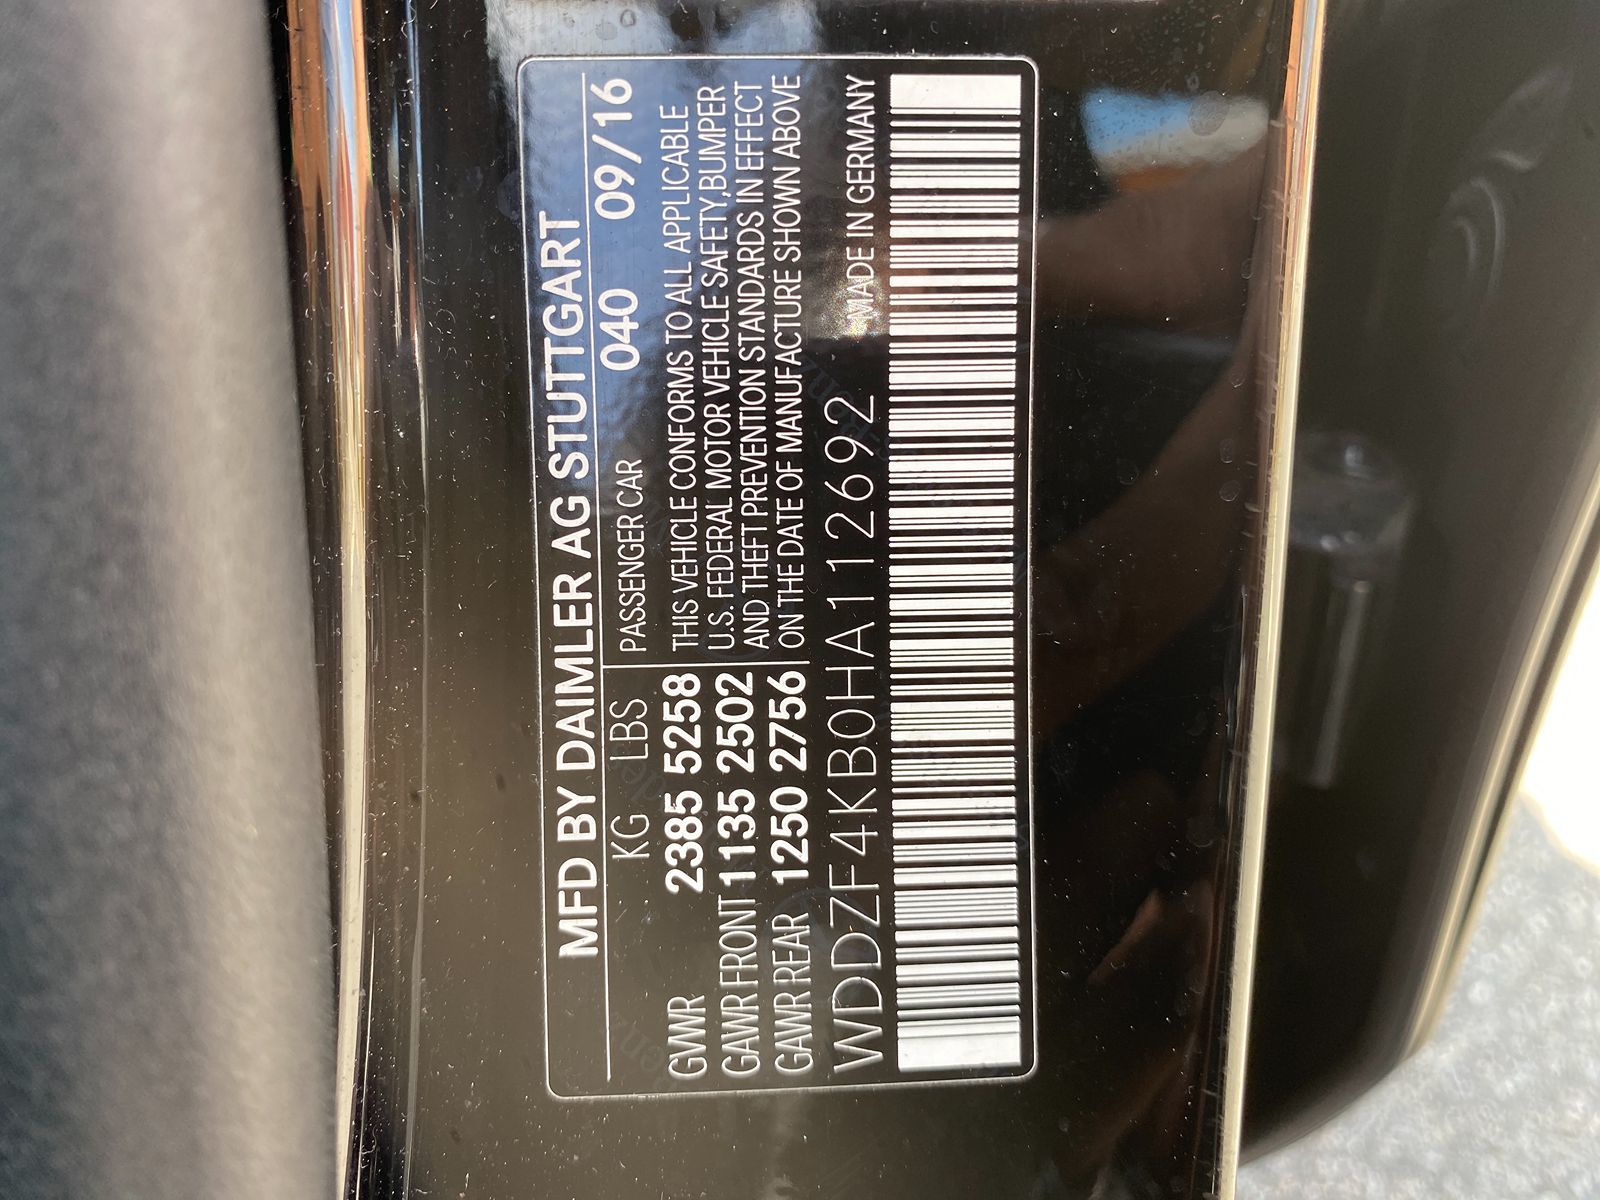 MFD BY DAIMLER AG STUTTGART
KG LBS
PASSENGER CAR 040 09/16
GVWR 2385 5258
GAWR FRONT 1135 2502
GAWR REAR 1250 2756
THIS VEHICLE CONFORMS TO ALL APPLICABLE
U.S. FEDERAL MOTOR VEHICLE SAFETY, BUMPER
AND THEFT PREVENTION STANDARDS IN EFFECT
ON THE DATE OF MANUFACTURE SHOWN ABOVE
WDDZF4KB0HA112692 MADE IN GERMANY